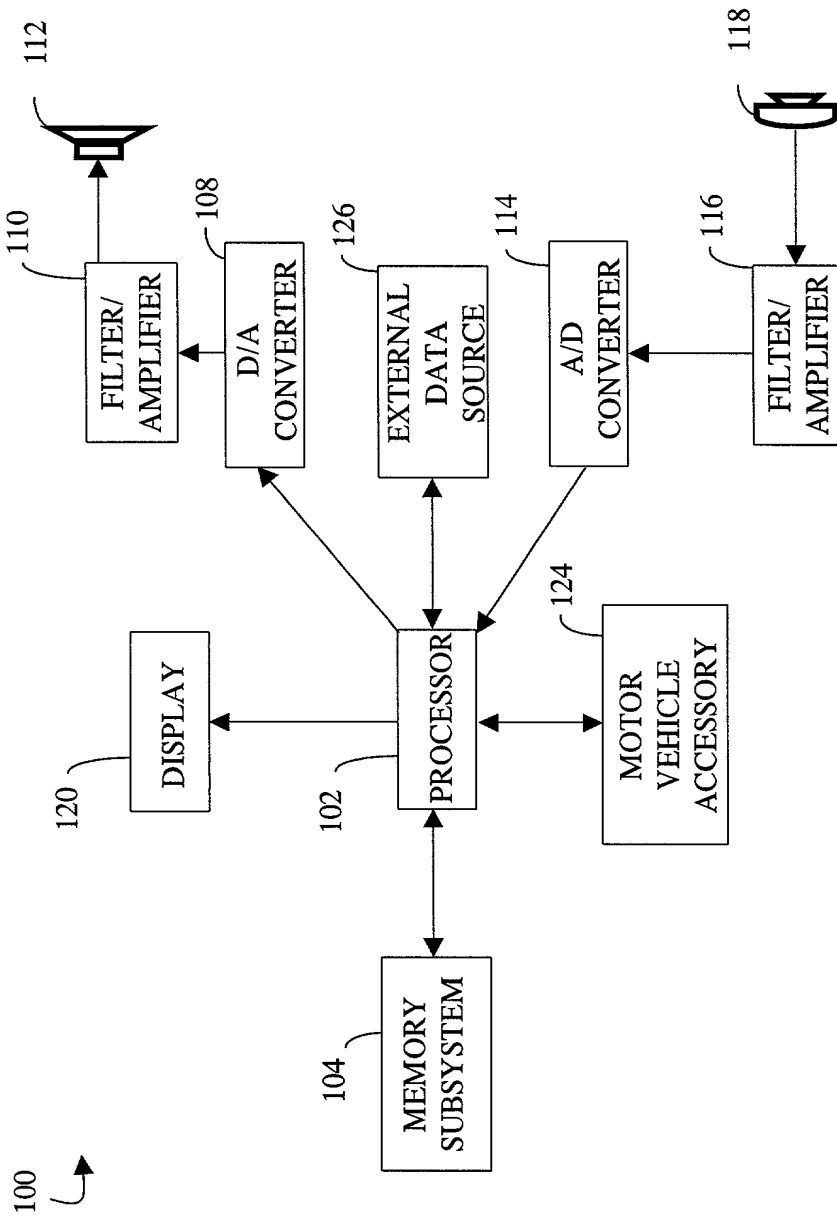 100
104
MEMORY
SUBSYSTEM
120
DISPLAY
102
PROCESSOR
124
MOTOR
VEHICLE
ACCESSORY
110
FILTER/
AMPLIFIER
112
108
D/A
CONVERTER
126
EXTERNAL
DATA
SOURCE
114
A/D
CONVERTER
116
FILTER/
AMPLIFIER
118